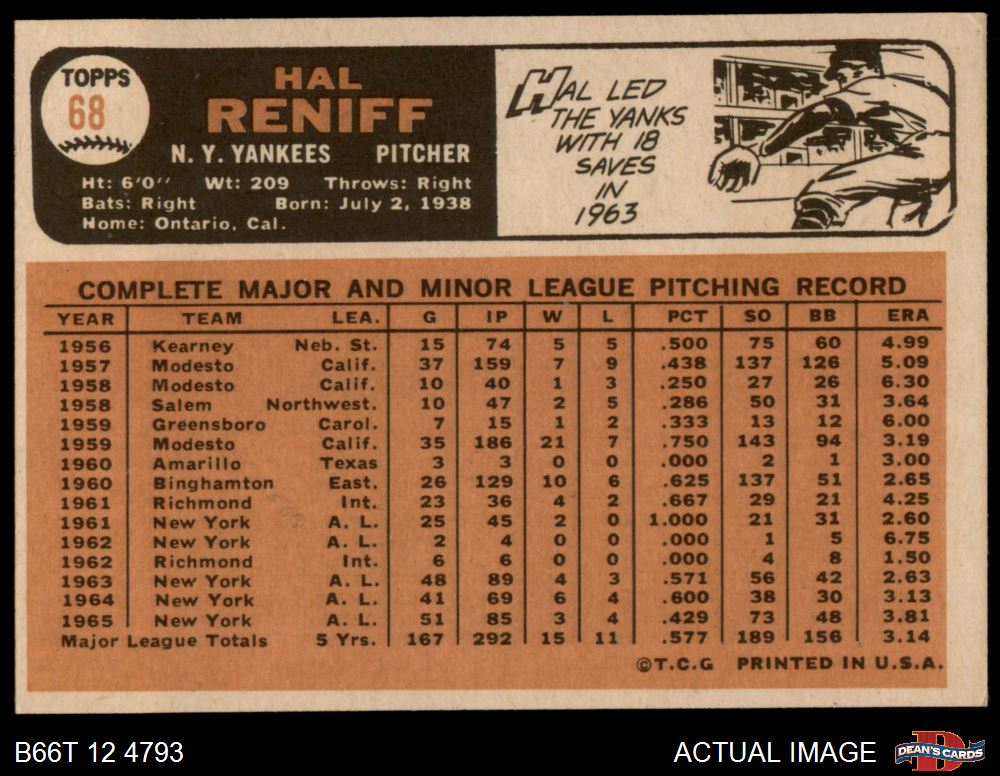 TOPPS
68
HAL
RENIFF
N. Y. YANKEES PITCHER
Ht: 6'0" Wt: 209 Throws: Right
Bats: Right Born: July 2, 1938
Home: Ontario, Cal.
HAL LED
THE YANKS
WITH 18
SAVES
IN
1963
COMPLETE MAJOR AND MINOR LEAGUE PITCHING RECORD
YEAR TEAM LEA. G IP W L PCT SO BB ERA
1956 Kearney Neb. St. 15 74 5 5 .500 75 60 4.99
1957 Modesto Calif. 37 159 7 9 .438 137 126 5.09
1958 Modesto Calif. 10 40 1 3 .250 27 26 6.30
1958 Salem Northwest. 10 47 2 5 .286 50 31 3.64
1959 Greensboro Carol. 7 15 1 2 .333 13 12 6.00
1959 Modesto Calif. 35 186 21 7 .750 143 94 3.19
1960 Amarillo Texas 3 3 0 0 .000 2 1 3.00
1960 Binghamton East. 26 129 10 6 .625 137 51 2.65
1961 Richmond Int. 23 36 4 2 .667 29 21 4.25
1961 New York A. L. 25 45 2 0 1.000 21 31 2.60
1962 New York A. L. 2 4 0 0 .000 1 5 6.75
1962 Richmond Int. 6 6 0 0 .000 4 8 1.50
1963 New York A. L. 48 89 4 3 .571 56 42 2.63
1964 New York A. L. 41 69 6 4 .600 38 30 3.13
1965 New York A. L. 51 85 3 4 .429 73 48 3.81
Major League Totals 5 Yrs. 167 292 15 11 .577 189 156 3.14
©T.C.G PRINTED IN U.S.A.
B66T 12 4793 ACTUAL IMAGE
D
DEAN'S CARDS